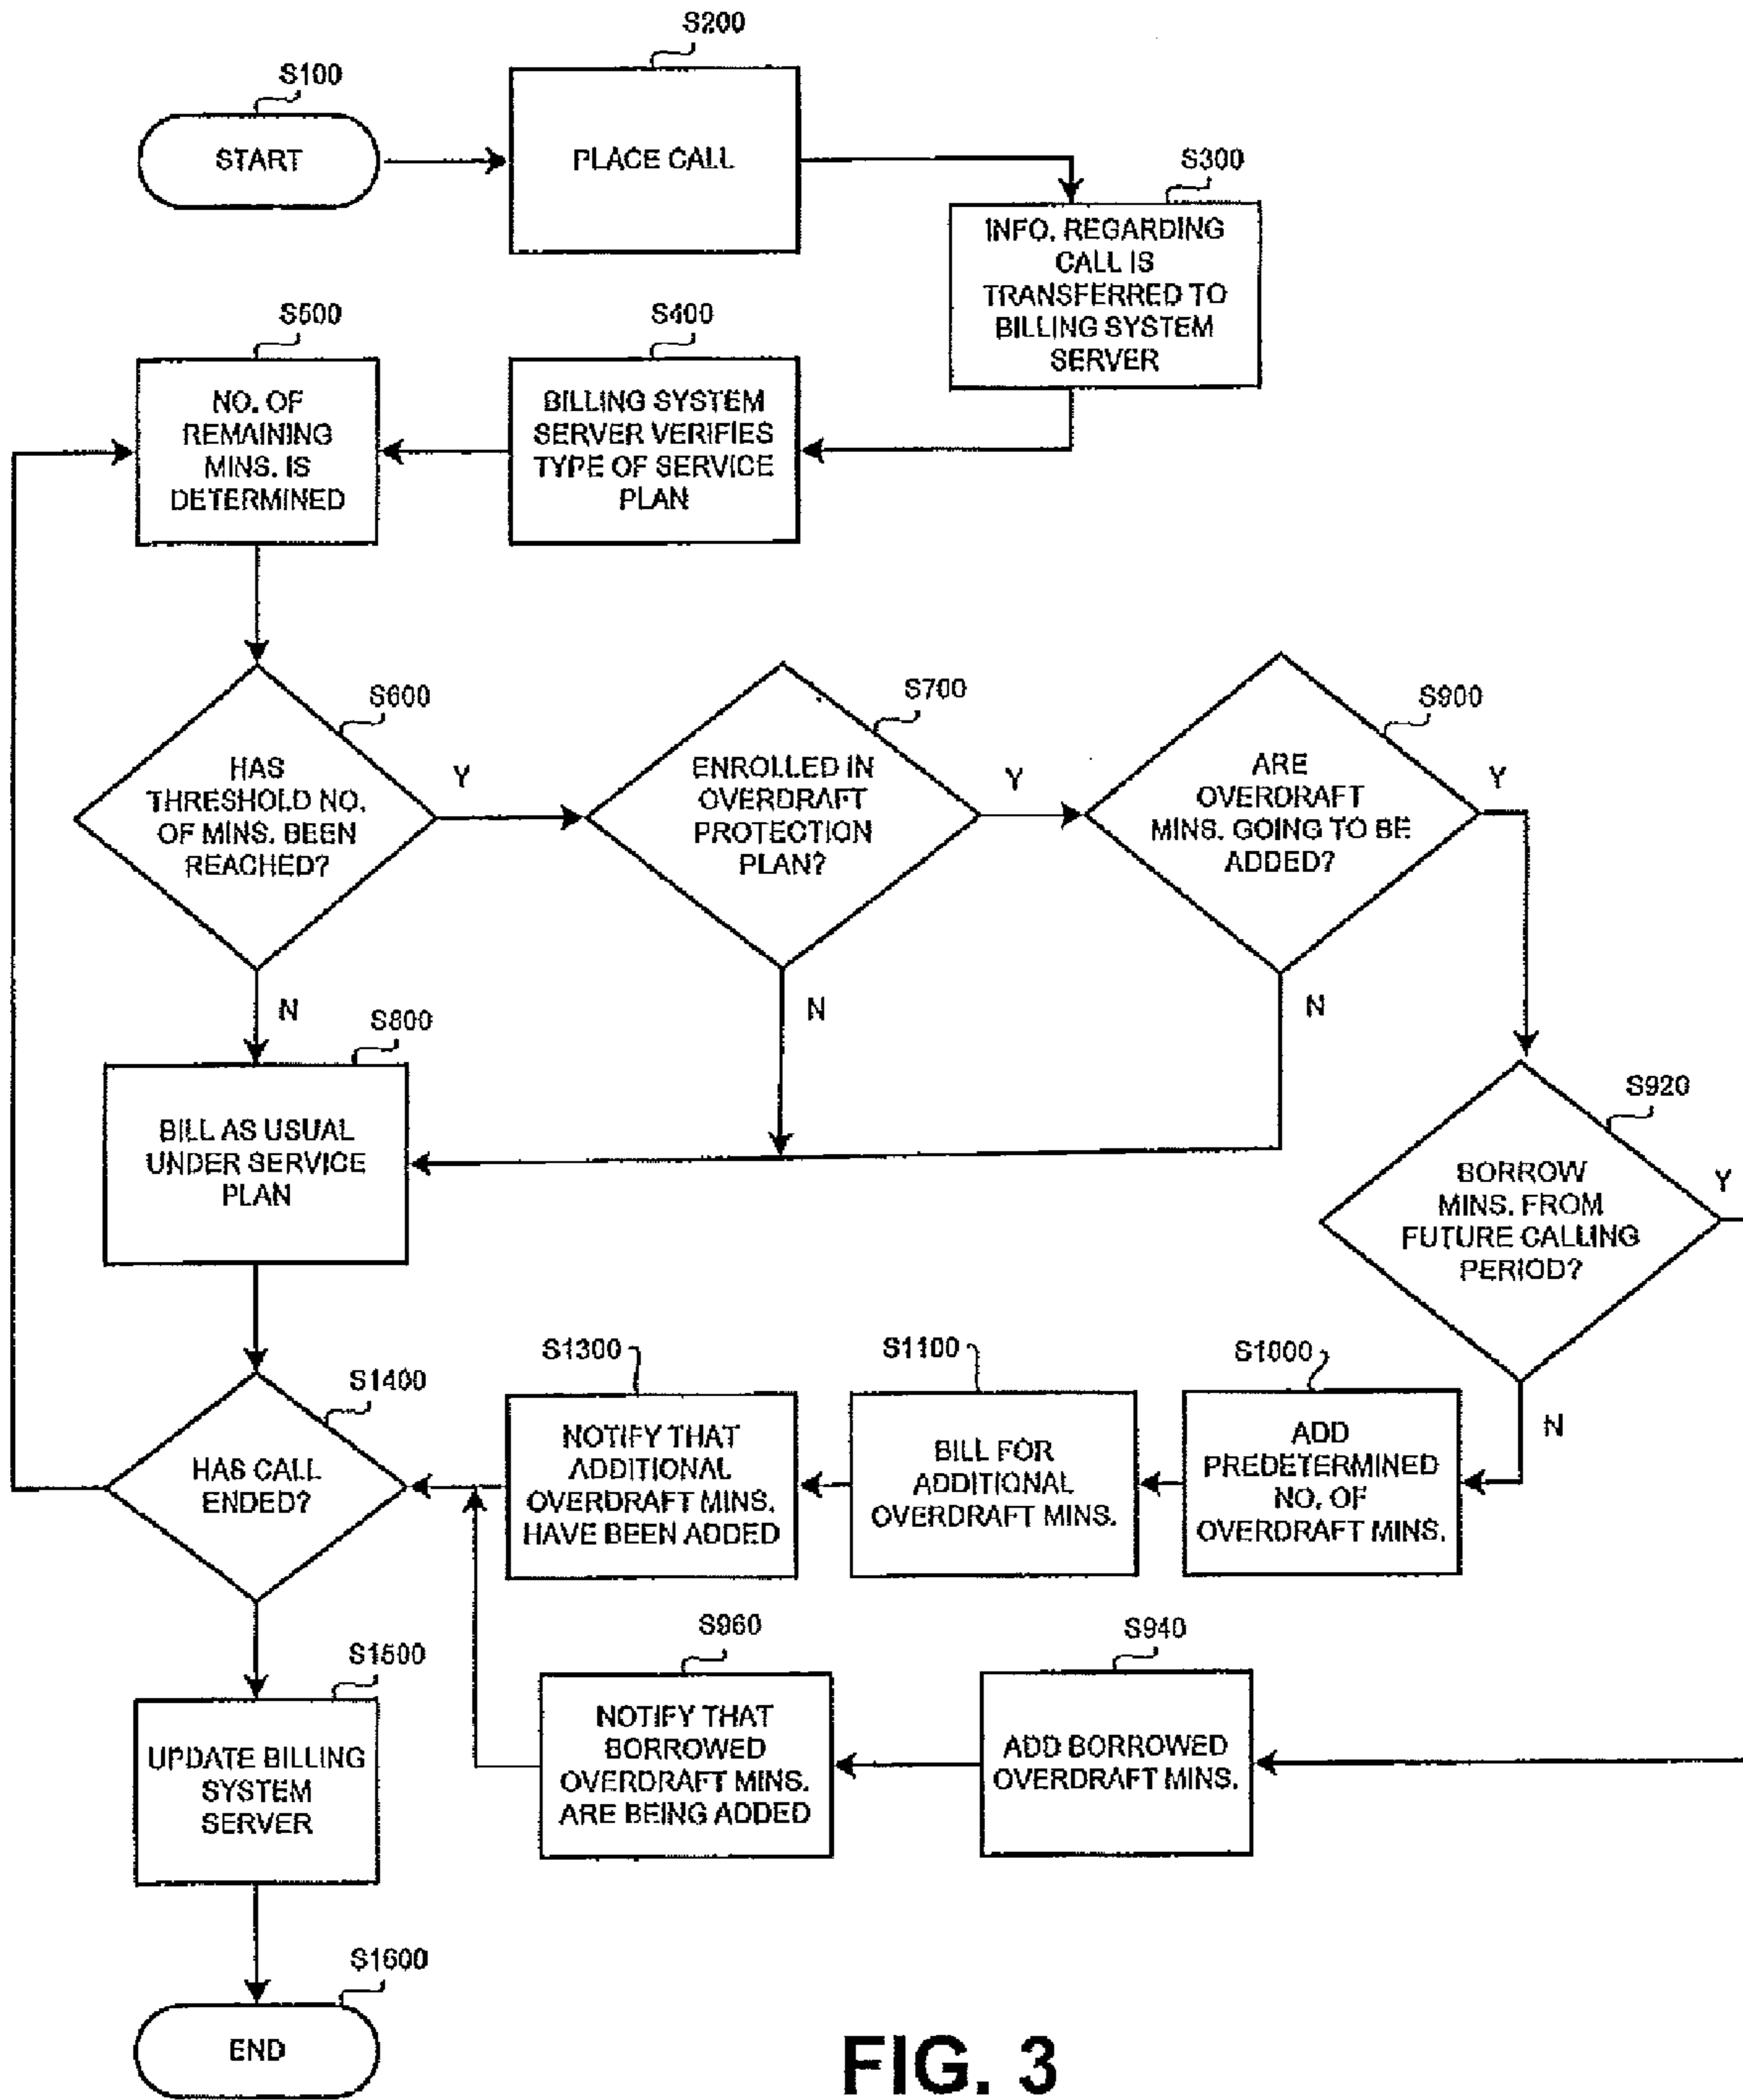 S200
S100
START
PLACE CALL
S300
INFO. REGARDING
CALL IS
TRANSFERRED TO
BILLING SYSTEM
SERVER
S500
NO. OF
REMAINING
MINS. IS
DETERMINED
S400
BILLING SYSTEM
SERVER VERIFIES
TYPE OF SERVICE
PLAN
S600
HAS
THRESHOLD NO.
OF MINS. BEEN
REACHED?
Y
N
S700
ENROLLED IN
OVERDRAFT
PROTECTION
PLAN?
Y
N
S900
ARE
OVERDRAFT
MINS. GOING TO BE
ADDED?
Y
N
S800
BILL AS USUAL
UNDER SERVICE
PLAN
S920
BORROW
MINS. FROM
FUTURE CALLING
PERIOD?
Y
N
S1400
HAS CALL
ENDED?
S1300
NOTIFY THAT
ADDITIONAL
OVERDRAFT MINS.
HAVE BEEN ADDED
S1100
BILL FOR
ADDITIONAL
OVERDRAFT MINS.
S1000
ADD
PREDETERMINED
NO. OF
OVERDRAFT MINS.
S1500
UPDATE BILLING
SYSTEM
SERVER
S960
NOTIFY THAT
BORROWED
OVERDRAFT MINS.
ARE BEING ADDED
S940
ADD BORROWED
OVERDRAFT MINS.
S1600
END
FIG. 3